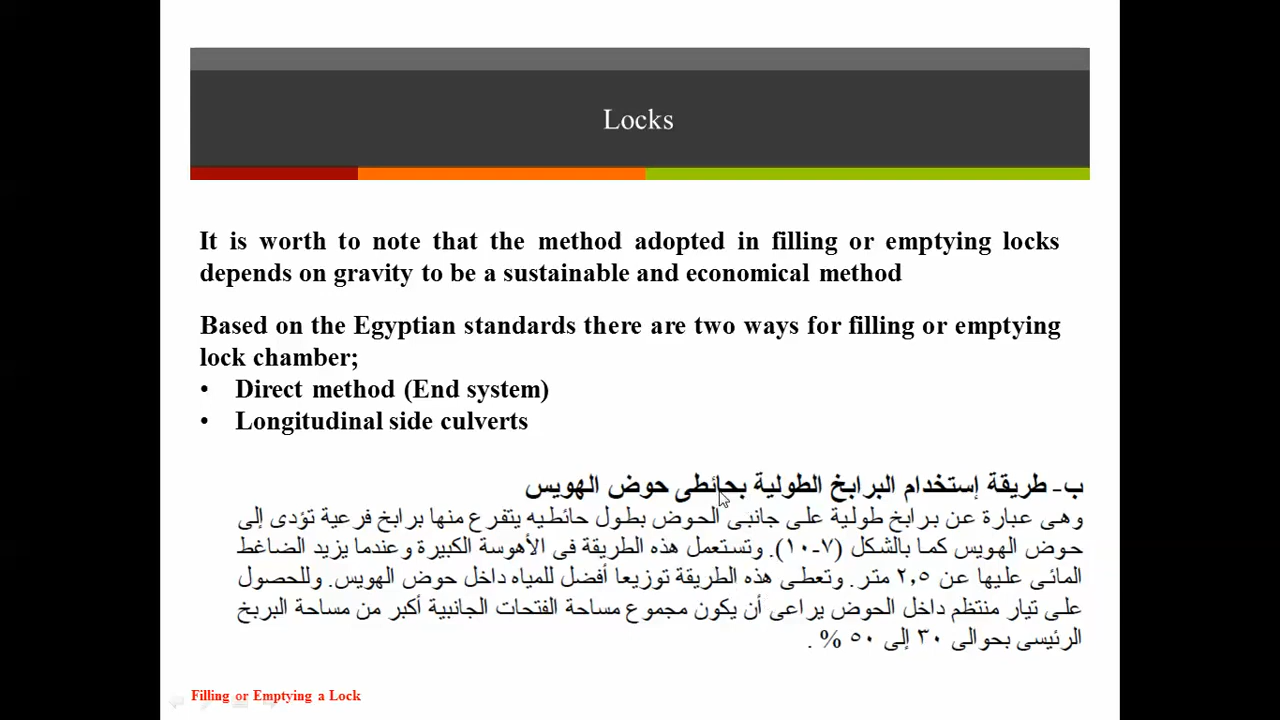 Locks
It is worth to note that the method adopted in filling or emptying locks
depends on gravity to be a sustainable and economical method
Based on the Egyptian standards there are two ways for filling or emptying
lock chamber;
• Direct method (End system)
• Longitudinal side culverts
ب- طريقة إستخدام البرابخ الطولية بحائطى حوض الهويس
وهى عبارة عن برابخ طولية على جانبى الحوض بطول حائطيه يتفرع منها برابخ فرعية تؤدى إلى
حوض الهويس كما بالشكل (٧-١٠). وتستعمل هذه الطريقة فى الأهوسة الكبيرة وعندما يزيد الضاغط
المائى عليها عن ٢,٥ متر. وتعطى هذه الطريقة توزيعا أفضل للمياه داخل حوض الهويس. وللحصول
على تيار منتظم داخل الحوض يراعى أن يكون مجموع مساحة الفتحات الجانبية أكبر من مساحة البربخ
الرئيسى بحوالى ٣٠ إلى ٥٠ % .
Filling or Emptying a Lock